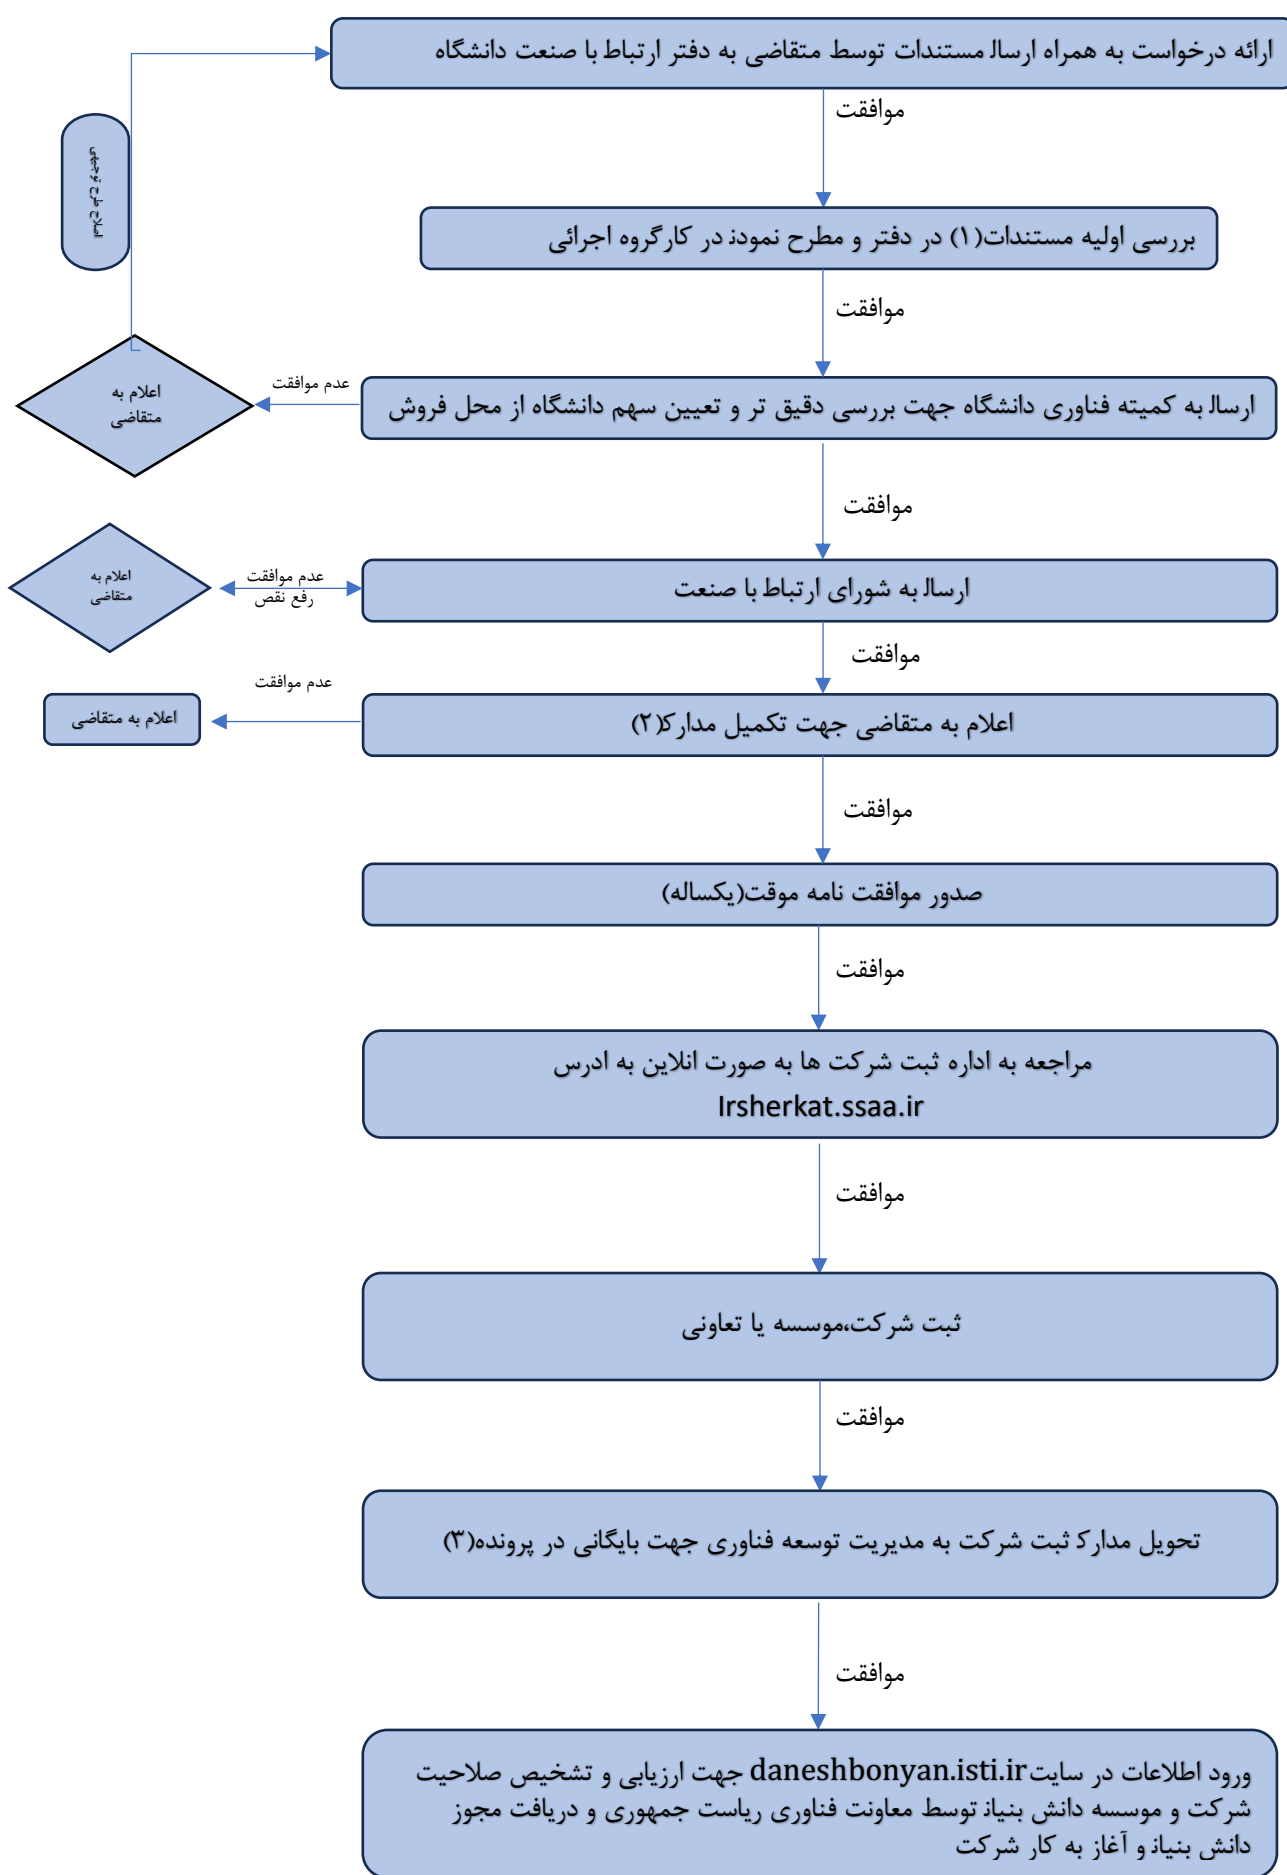 ارائه درخواست به همراه ارسال مستندات توسط متقاضی به دفتر ارتباط با صنعت دانشگاه
موافقت
اصلاح طرح توجیهی
بررسی اولیه مستندات(۱) در دفتر و مطرح نمودن در کارگروه اجرائی
موافقت
ارسال به کمیته فناوری دانشگاه جهت بررسی دقیق تر و تعیین سهم دانشگاه از محل فروش
عدم موافقت
اعلام به
متقاضی
موافقت
ارسال به شورای ارتباط با صنعت
عدم موافقت
رفع نقص
اعلام به
متقاضی
موافقت
اعلام به متقاضی جهت تکمیل مدارک(۲)
عدم موافقت
اعلام به متقاضی
موافقت
صدور موافقت نامه موقت(یکساله)
موافقت
مراجعه به اداره ثبت شرکت ها به صورت انلاین به ادرس
Irsherkat.ssaa.ir
موافقت
ثبت شرکت،موسسه یا تعاونی
موافقت
تحویل مدارک ثبت شرکت به مدیریت توسعه فناوری جهت بایگانی در پرونده(۳)
موافقت
ورود اطلاعات در سایت daneshbonyan.isti.ir جهت ارزیابی و تشخیص صلاحیت
شرکت و موسسه دانش بنیان توسط معاونت فناوری ریاست جمهوری و دریافت مجوز
دانش بنیان و آغاز به کار شرکت